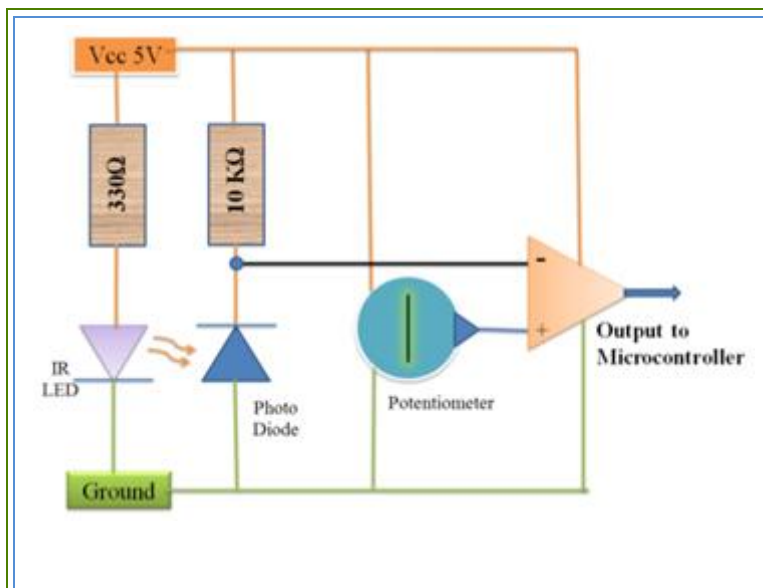 Vcc 5V
330Ω
10 KΩ
-
+
IR
LED
Photo
Diode
Potentiometer
Output to
Microcontroller
Ground